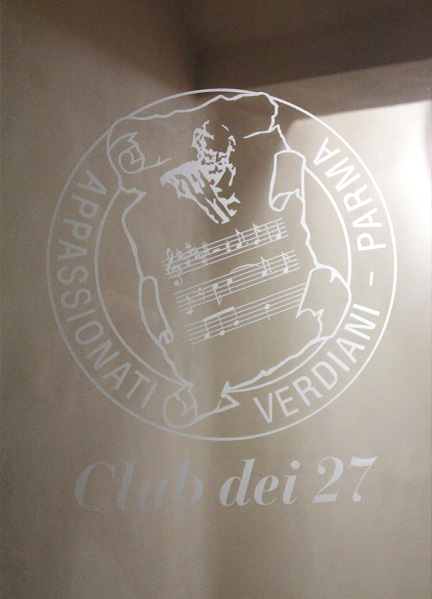 APPASSIONATI VERDIANI - PARMA
Club dei 27